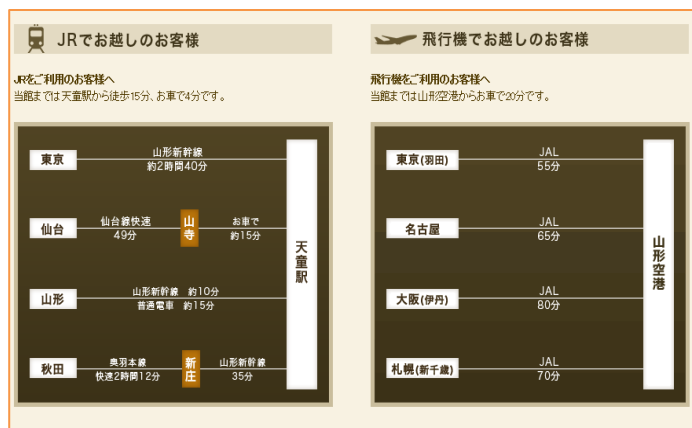 JRでお越しのお客様
JRをご利用のお客様へ
当館までは天童駅から徒歩15分、お車で4分です。
東京
山形新幹線
約2時間40分
仙台
仙台線快速
49分
山寺
お車で
約15分
山形
山形新幹線 約10分
普通電車 約15分
秋田
奥羽本線
快速2時間12分
新庄
山形新幹線
35分
天童駅
飛行機でお越しのお客様
飛行機をご利用のお客様へ
当館までは山形空港からお車で20分です。
東京(羽田)
JAL
55分
名古屋
JAL
65分
大阪(伊丹)
JAL
80分
札幌(新千歳)
JAL
70分
山形空港